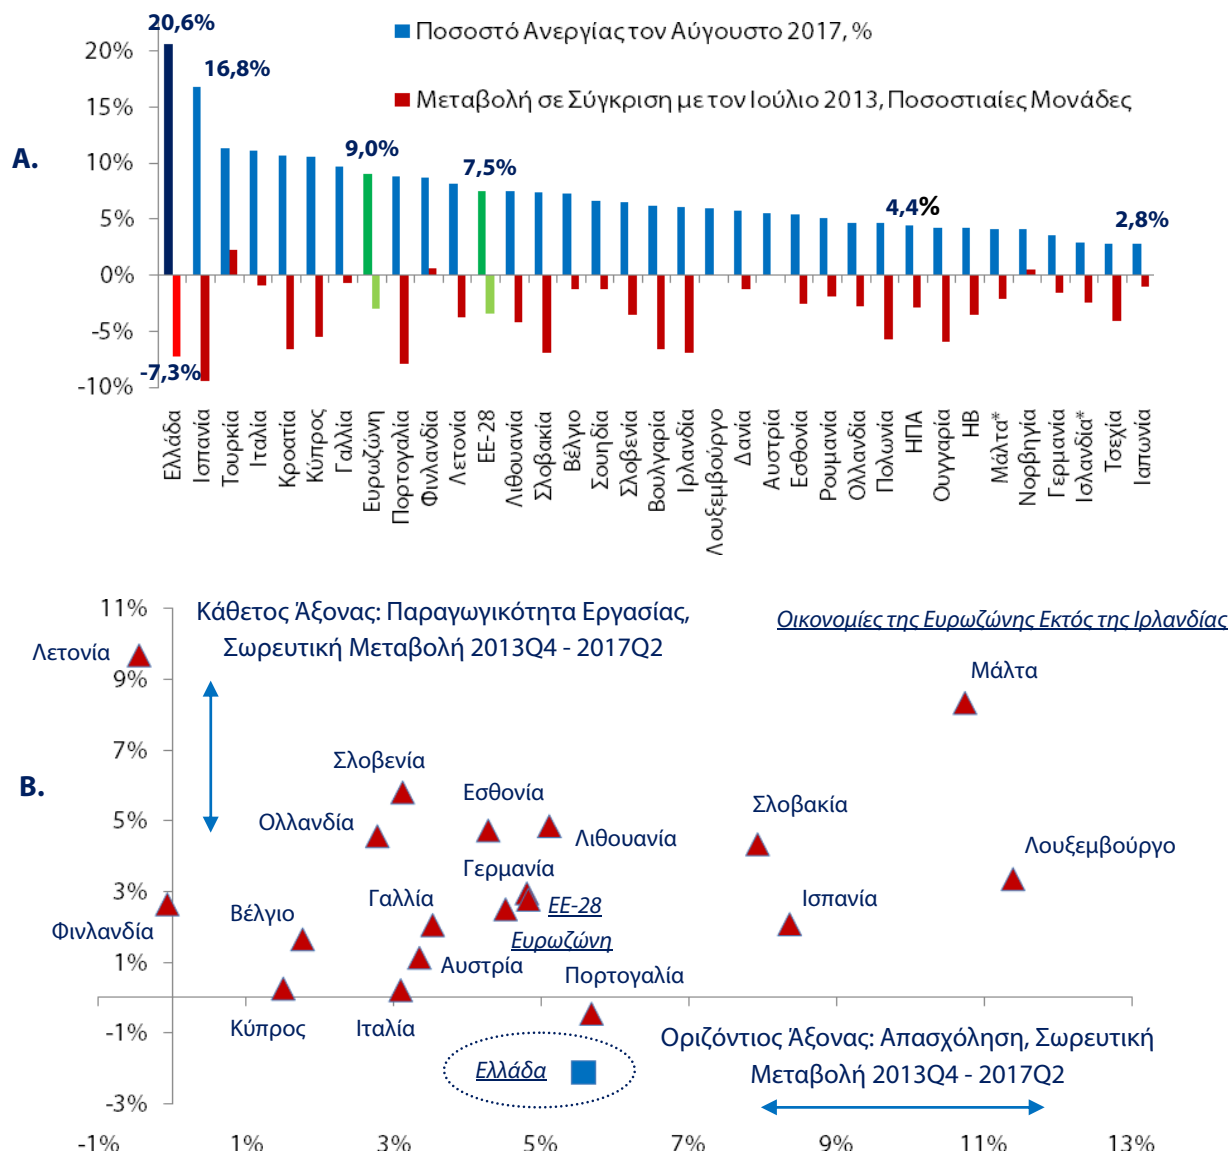 20,6%
Ποσοστό Ανεργίας τον Αύγουστο 2017, %
20%
16,8%
Μεταβολή σε Σύγκριση με τον Ιούλιο 2013, Ποσοστιαίες Μονάδες
15%
A.
9,0%
7,5%
10%
4,4%
2,8%
5%
0%
-5%
-7,3%
-10%
Ελλάδα
Ισπανία
Τουρκία
Ιταλία
Κροατία
Κύπρος
Γαλλία
Ευρωζώνη
Πορτογαλία
Φινλανδία
Λετονία
ΕΕ-28
Λιθουανία
Σλοβακία
Βέλγιο
Σουηδία
Σλοβενία
Βουλγαρία
Ιρλανδία
Λουξεμβούργο
Δανία
Αυστρία
Εσθονία
Ρουμανία
Ολλανδία
Πολωνία
ΗΠΑ
Ουγγαρία
ΗΒ
Μάλτα*
Νορβηγία
Γερμανία
Ισλανδία*
Τσεχία
Ιαπωνία
11%
Κάθετος Άξονας: Παραγωγικότητα Εργασίας,
Σωρευτική Μεταβολή 2013Q4 - 2017Q2
Οικονομίες της Ευρωζώνης Εκτός της Ιρλανδίας
Λετονία
9%
Μάλτα
7%
Σλοβενία
B.
Εσθονία
Σλοβακία
5%
Ολλανδία
Λιθουανία
Λουξεμβούργο
Γερμανία
3%
Γαλλία
Ισπανία
Βέλγιο
ΕΕ-28
Φινλανδία
Ευρωζώνη
1%
Αυστρία
Πορτογαλία
-1%
Κύπρος
Ιταλία
Οριζόντιος Άξονας: Απασχόληση, Σωρευτική
Μεταβολή 2013Q4 - 2017Q2
Ελλάδα
-3%
-1%
1%
3%
5%
7%
9%
11%
13%